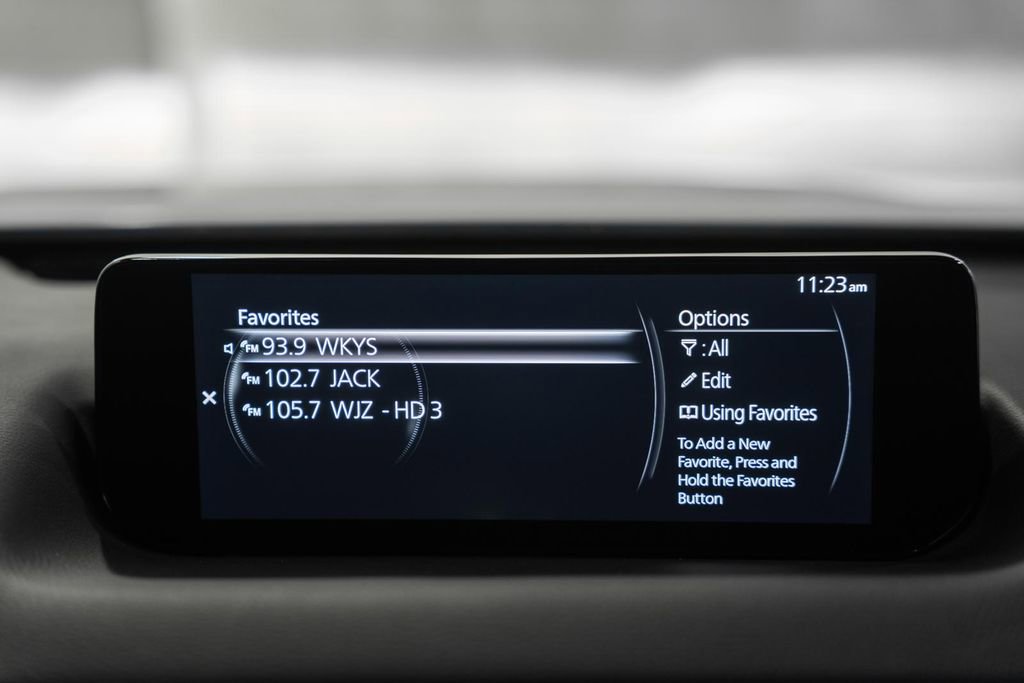 11:23am
Favorites
FM 93.9 WKYS
FM 102.7 JACK
FM 105.7 WJZ - HD 3
Options
: All
Edit
Using Favorites
To Add a New
Favorite, Press and
Hold the Favorites
Button